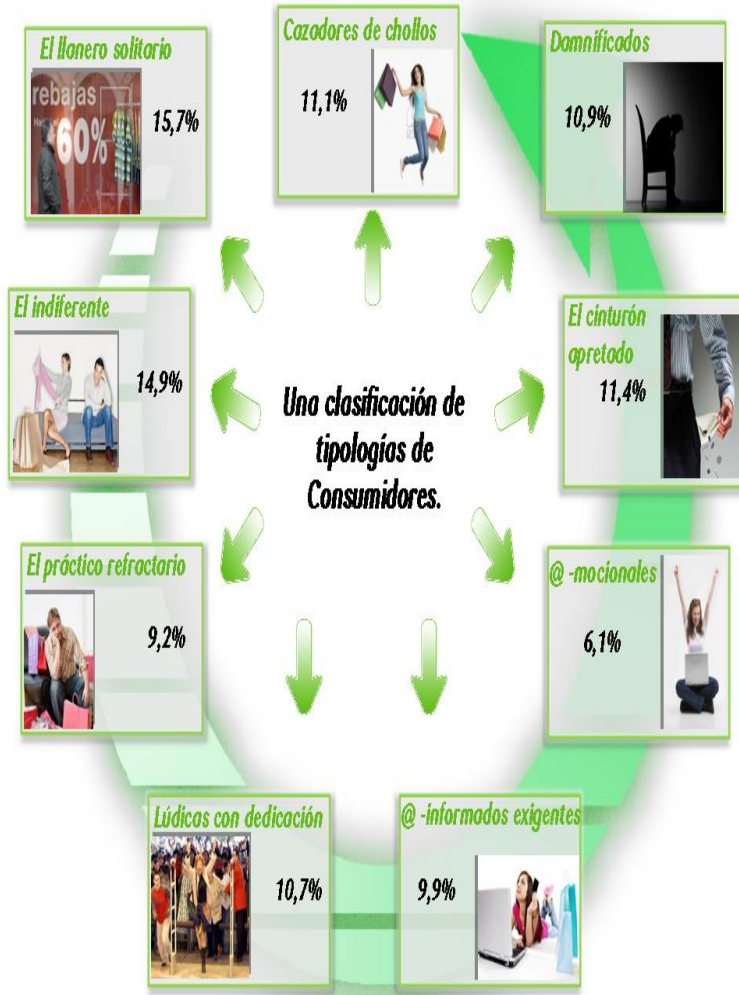 El llanero solitario
rebajas
60%
15,7%
Cazadores de chollos
11,1%
Damnificados
10,9%
El indiferente
14,9%
Una clasificación de
tipologías de
Consumidores.
El cinturón
apretado
11,4%
El práctico refractario
9,2%
@ -mocionales
6,1%
Lúdicas con dedicación
10,7%
@ -informados exigentes
9,9%